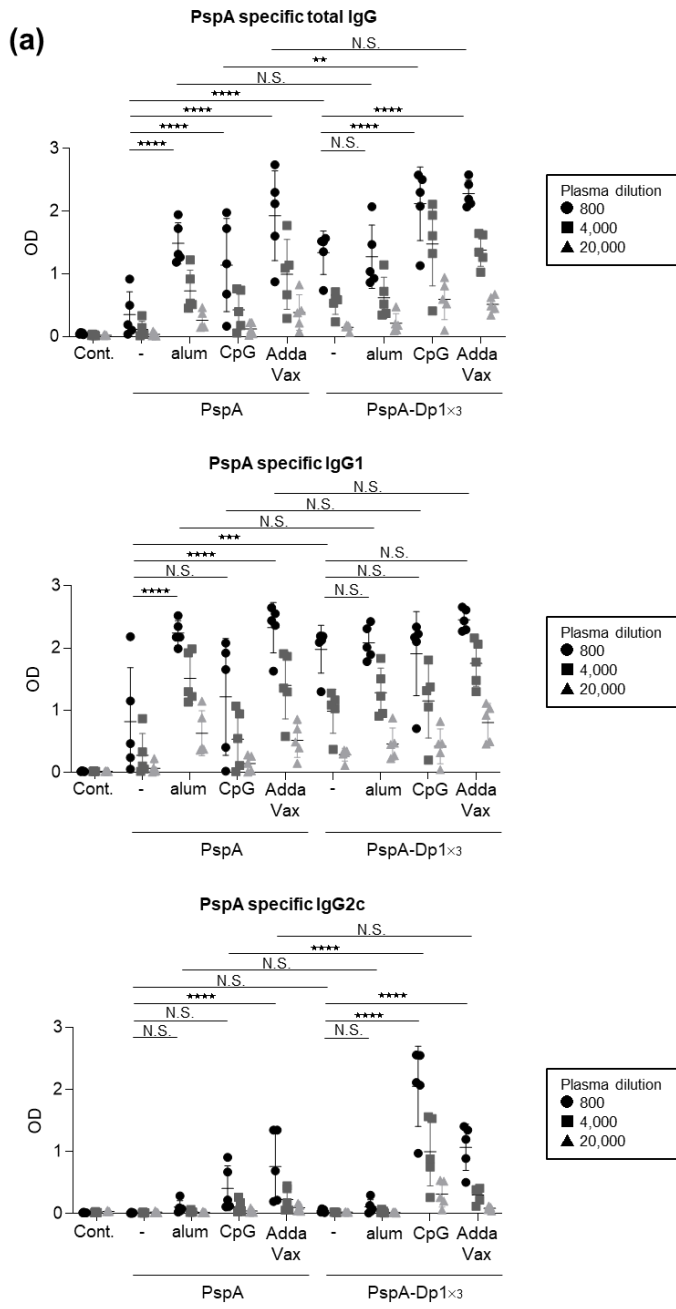 PspA specific total IgG
(a)
N.S.
★★
N.S.
★★★★
★★★★ ★★★★
★★★★ ★★★★
★★★★ N.S.
3
2
1
0
OD
Cont. - alum CpG Adda Vax - alum CpG Adda Vax
PspA PspA-Dp1×3
Plasma dilution
800
4,000
20,000
PspA specific IgG1
N.S.
N.S.
N.S.
★★★
★★★★ N.S.
N.S. N.S.
★★★★ N.S.
3
2
1
0
OD
Cont. - alum CpG Adda Vax - alum CpG Adda Vax
PspA PspA-Dp1×3
Plasma dilution
800
4,000
20,000
PspA specific IgG2c
N.S.
★★★★
N.S.
N.S.
★★★★ ★★★★
N.S. ★★★★
N.S. N.S.
3
2
1
0
OD
Cont. - alum CpG Adda Vax - alum CpG Adda Vax
PspA PspA-Dp1×3
Plasma dilution
800
4,000
20,000